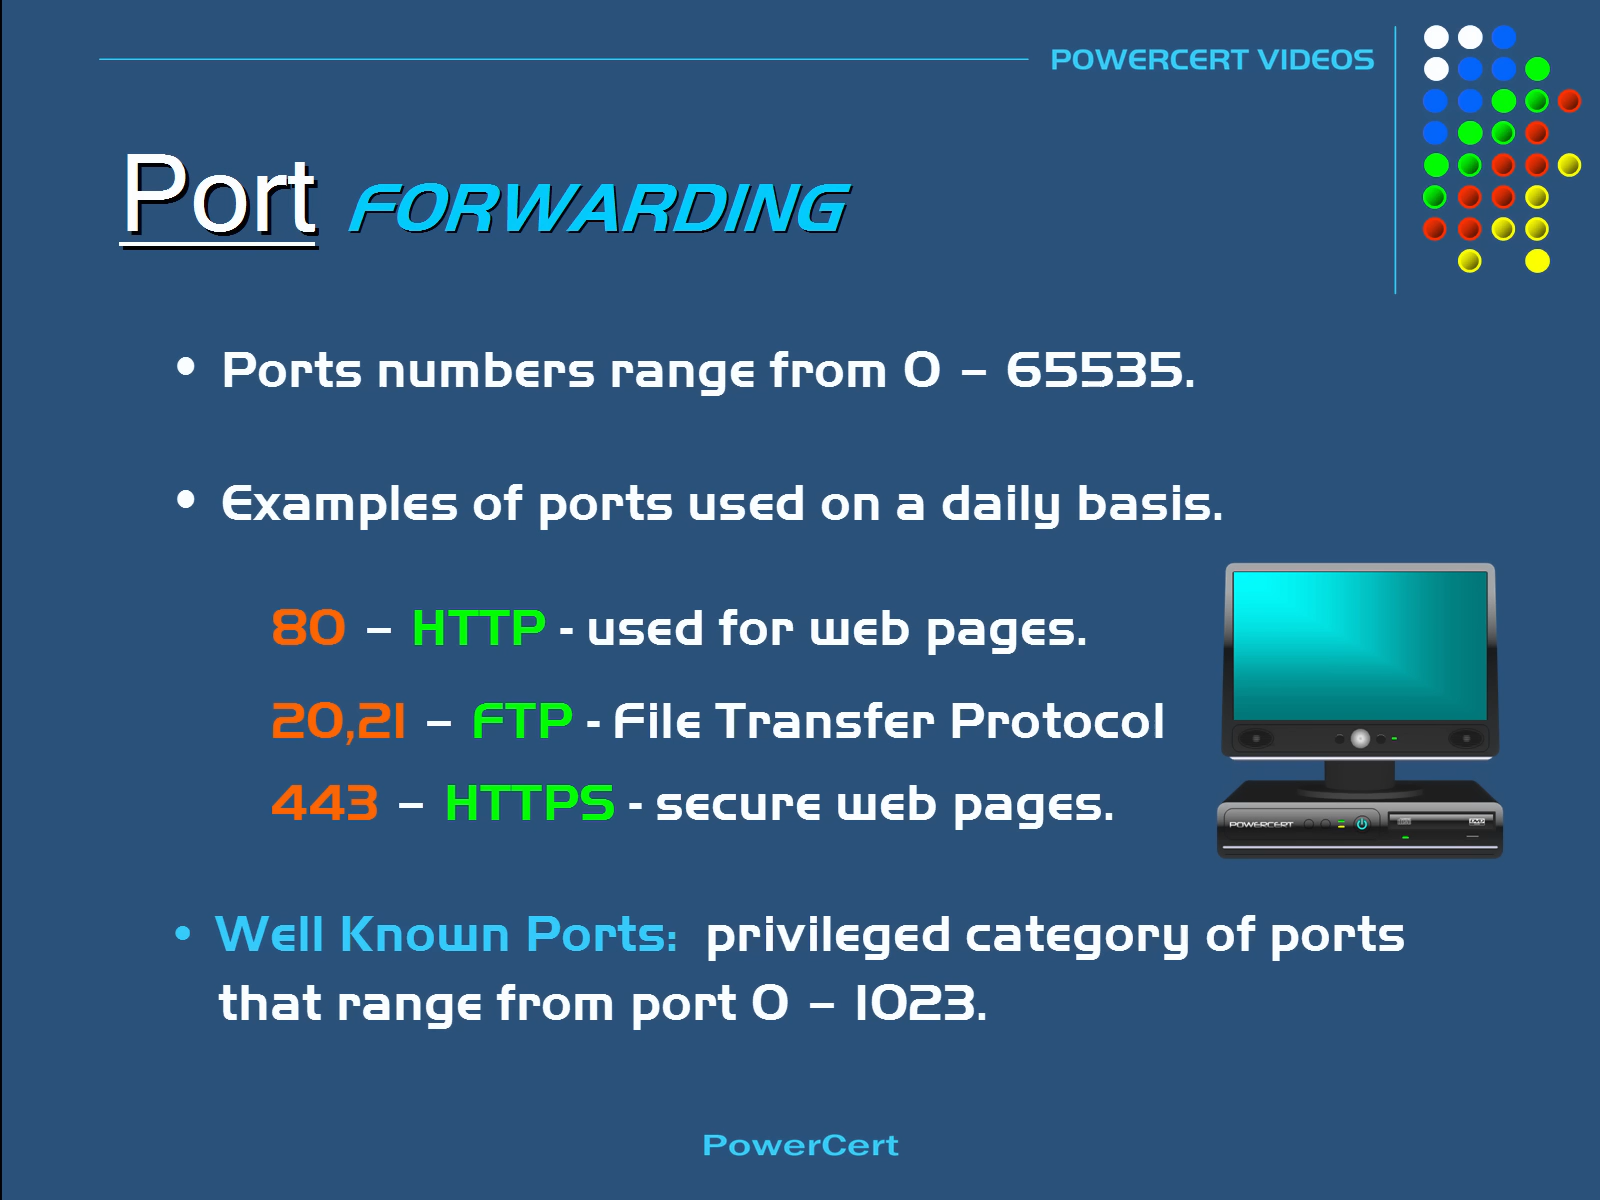 POWERCERT VIDEOS
Port FORWARDING
• Ports numbers range from 0 – 65535.
• Examples of ports used on a daily basis.
80 – HTTP - used for web pages.
20,21 – FTP - File Transfer Protocol
443 – HTTPS - secure web pages.
POWERCERT
• Well Known Ports: privileged category of ports
that range from port 0 – 1023.
PowerCert